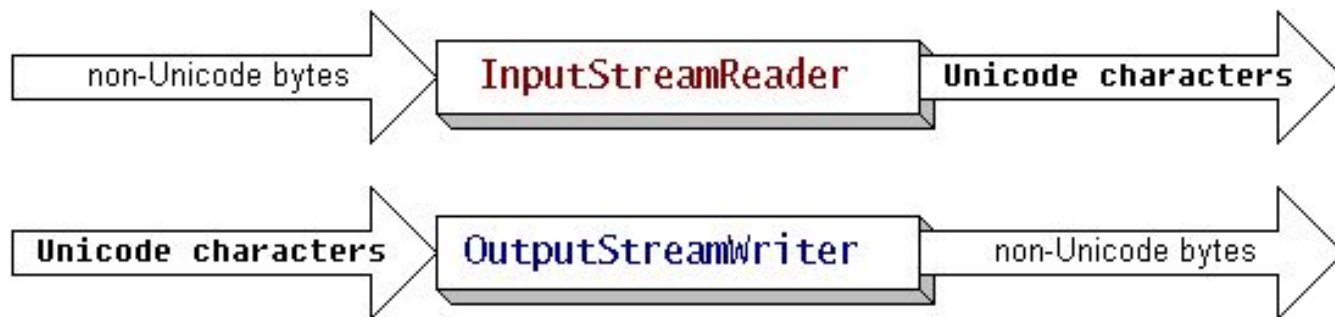 non-Unicode bytes InputStreamReader Unicode characters
Unicode characters OutputStreamWriter non-Unicode bytes